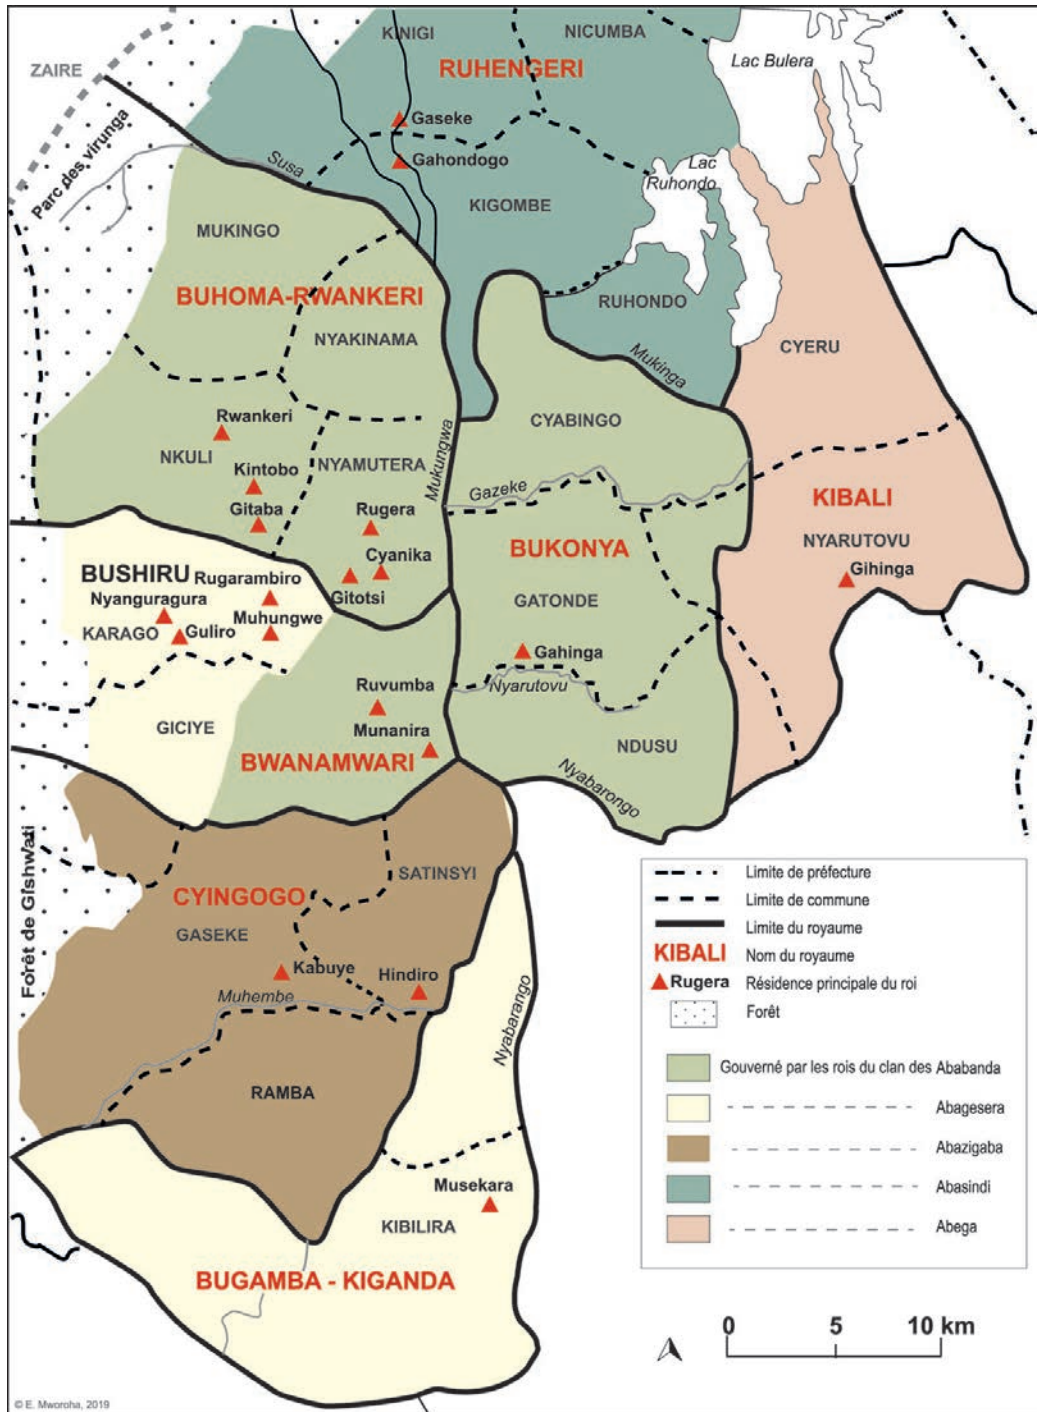 KINIGI
NICUMBA
ZAIRE
RUHENGERI
Lac Bulera
Gaseke
Parc des virunga
Susa
Gahondogo
Lac
Ruhondo
KIGOMBE
MUKINGO
BUHOMA-RWANKERI
RUHONDO
NYAKINAMA
Mukinga
CYERU
Rwankeri
CYABINGO
NKULI
NYAMUTERA
Mukungwa
Kintobo
Gazeke
Gitaba
Rugera
KIBALI
BUKONYA
NYARUTOVU
Cyanika
Gihinga
BUSHIRU
Rugarambiro
Gitotsi
Nyanguragura
GATONDE
KARAGO
Guliro
Muhungwe
Gahinga
Ruvumba
Nyarutovu
GICIYE
Munanira
NDUSU
BWANAMWARI
Nyabarongo
Forêt de Gishwati
SATINSYI
CYINGOGO
GASEKE
Kabuye
Hindiro
Muhembe
Nyabarango
RAMBA
Musekara
KIBILIRA
BUGAMBA - KIGANDA
Limite de préfecture
Limite de commune
Limite du royaume
KIBALI Nom du royaume
Rugera Résidence principale du roi
Forêt
Gouverné par les rois du clan des Ababanda
Abagesera
Abazigaba
Abasindi
Abega
0 5 10 km
© E. Mworoha, 2019